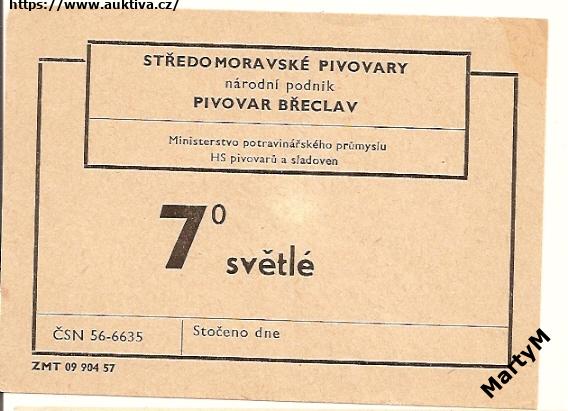 https://www.auktiva.cz/
STŘEDOMORAVSKÉ PIVOVARY
národní podnik
PIVOVAR BŘECLAV
Ministerstvo potravinářského průmyslu
HS pivovarů a sladoven
7⁰ světlé
ČSN 56-6635
Stočeno dne
ZMT 09 904 57
MartyM